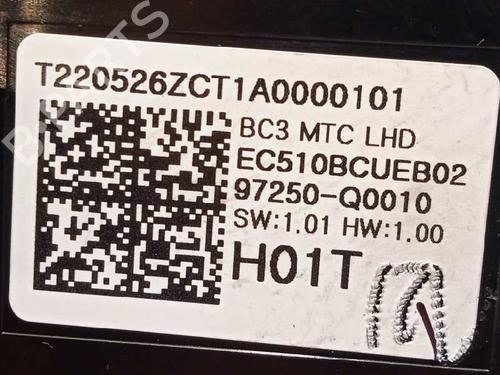 T220526ZCT1A0000101
BC3 MTC LHD
EC510BCUEB02
97250-Q0010
SW:1.01 HW:1.00
H01T